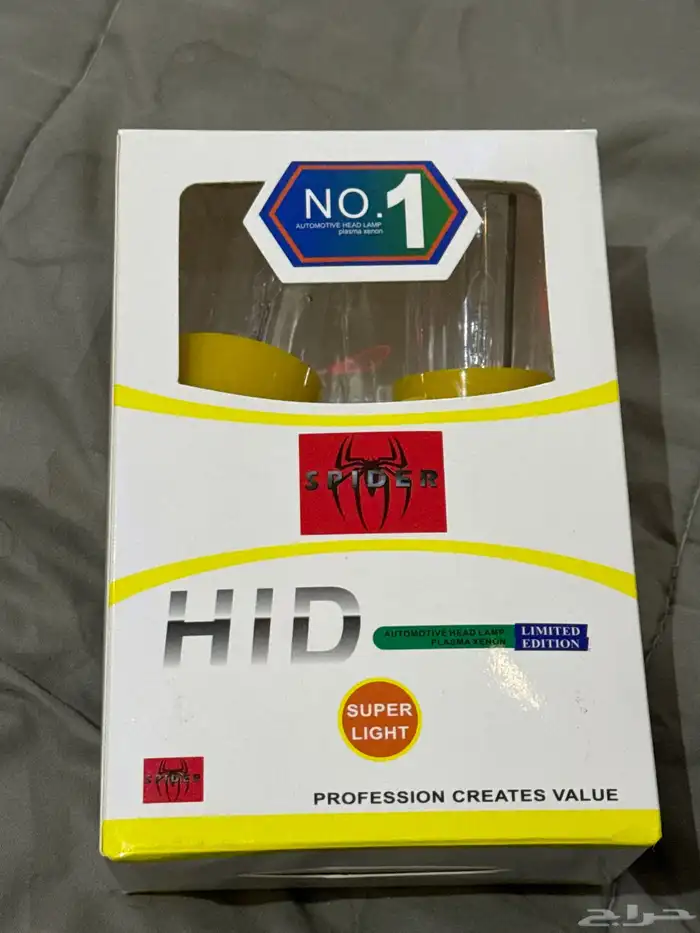 NO.1
AUTOMOTIVE HEAD LAMP
plasma xenon
SPIDER
HID
AUTOMOTIVE HEAD LAMP
PLASMA XENON
LIMITED
EDITION
SUPER
LIGHT
SPIDER
PROFESSION CREATES VALUE
حراج